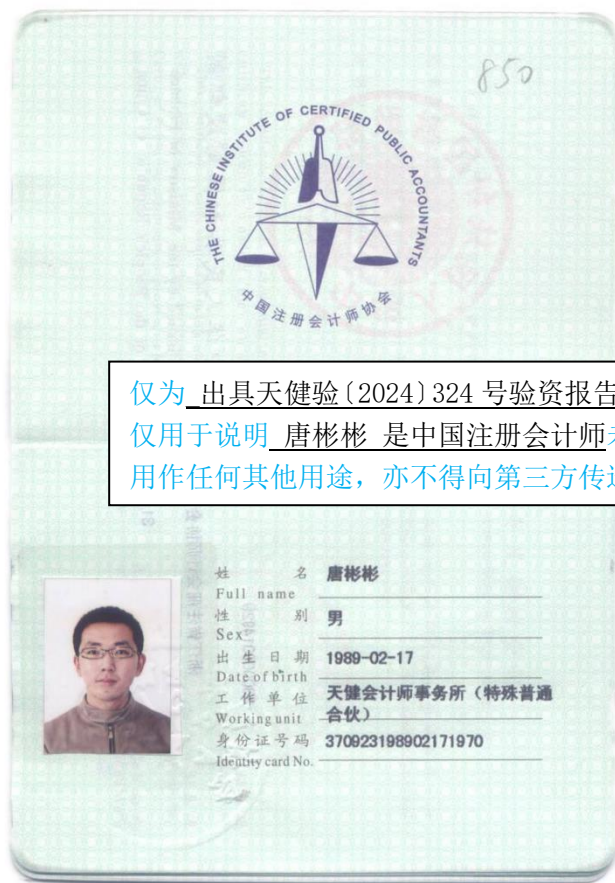 850
THE CHINESE INSTITUTE OF CERTIFIED PUBLIC ACCOUNTANTS
中国注册会计师协会
仅为 出具天健验〔2024〕324 号验资报告
仅用于说明 唐彬彬 是中国注册会计师
用作任何其他用途，亦不得向第三方传
姓 名 唐彬彬
Full name
性 别 男
Sex
出生日期 1989-02-17
Date of birth
工作单位 天健会计师事务所（特殊普通
Working unit 合伙）
身份证号码 370923198902171970
Identity card No.